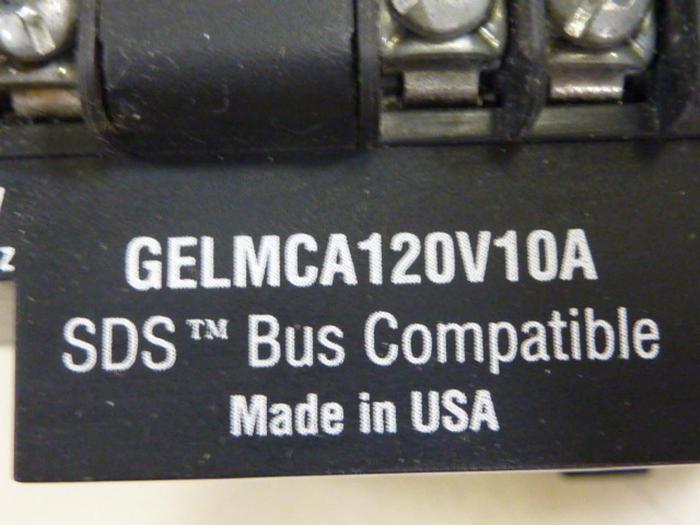 GELMCA120V10A
SDS™ Bus Compatible
Made in USA